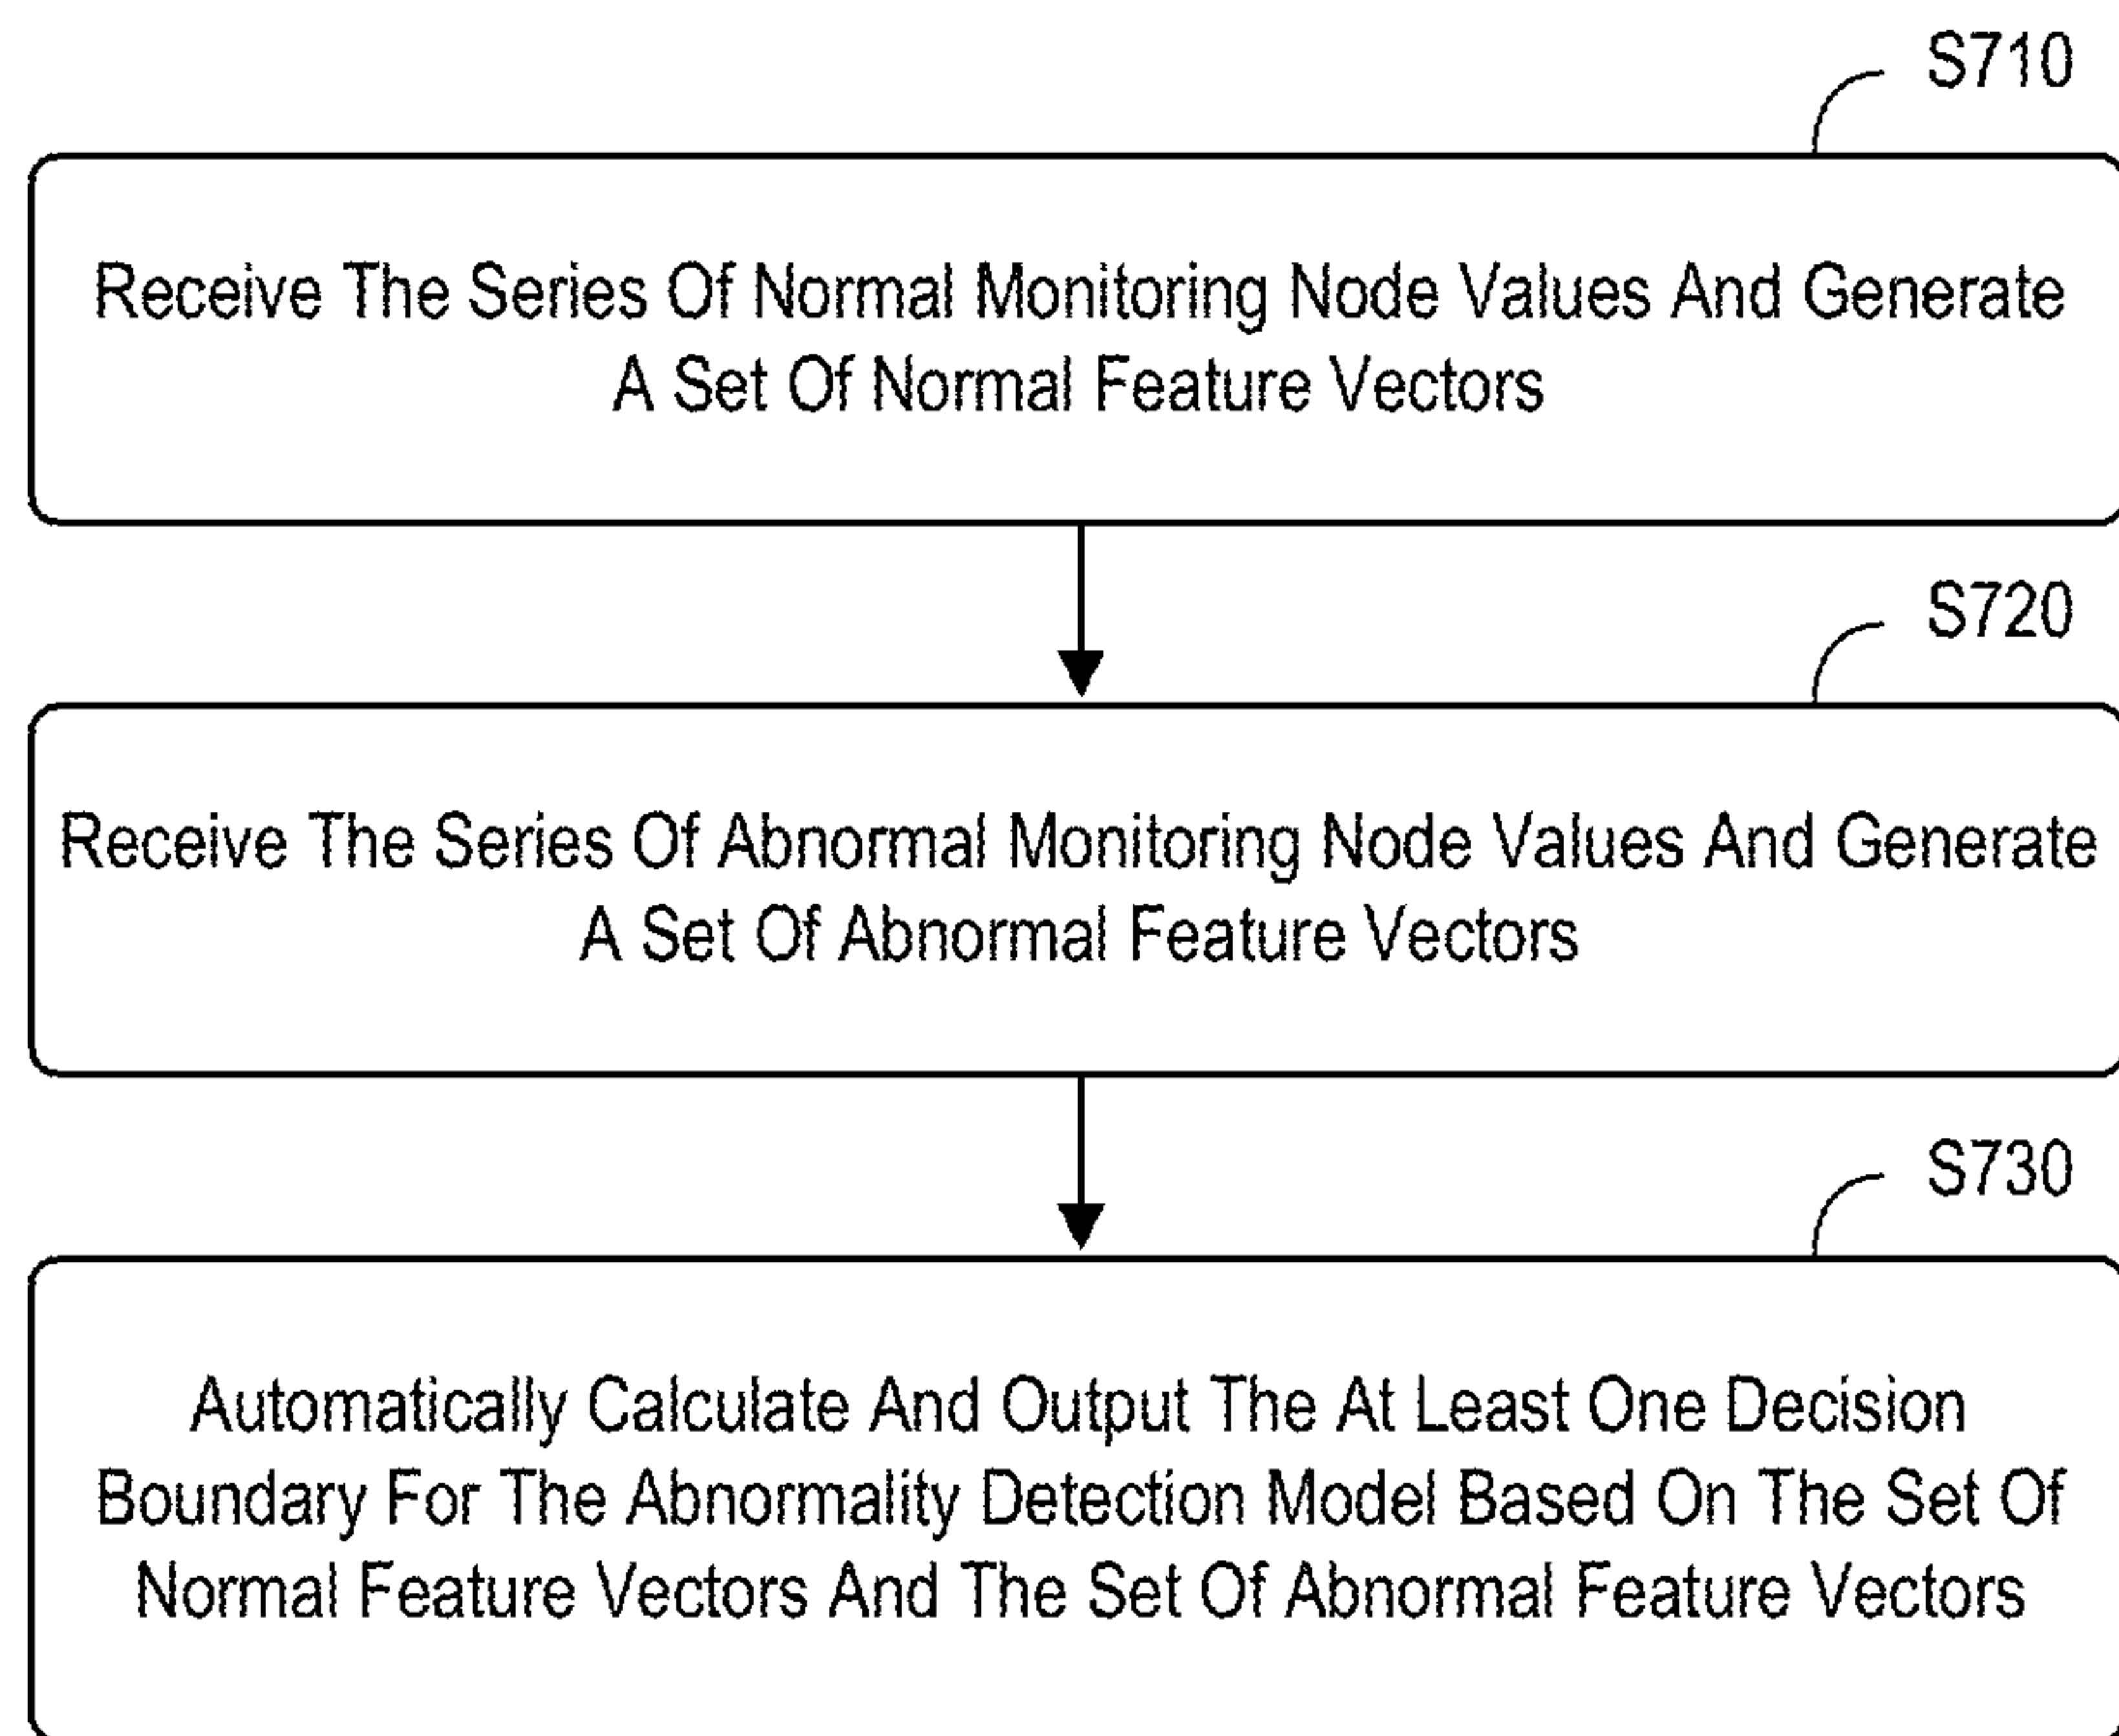 S710
Receive The Series Of Normal Monitoring Node Values And Generate
A Set Of Normal Feature Vectors
S720
Receive The Series Of Abnormal Monitoring Node Values And Generate
A Set Of Abnormal Feature Vectors
S730
Automatically Calculate And Output The At Least One Decision
Boundary For The Abnormality Detection Model Based On The Set Of
Normal Feature Vectors And The Set Of Abnormal Feature Vectors